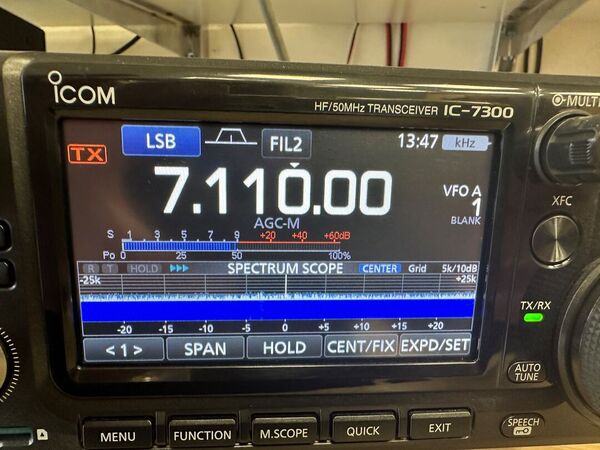 ICOM
HF/50MHz TRANSCEIVER IC-7300
MULTI
TX LSB FIL2 13:47 kHz
7.110.00
VFO A
1
BLANK
AGC-M
S 1 3 5 7 9 +20 +40 +60dB
Po 0 25 50 100%
R T HOLD SPECTRUM SCOPE CENTER Grid 5k/10dB
-25k +25k
-20 -15 -10 -5 0 +5 +10 +15 +20
<1> SPAN HOLD CENT/FIX EXPD/SET
XFC
TX/RX
AUTO
TUNE
MENU FUNCTION M.SCOPE QUICK EXIT
SPEECH